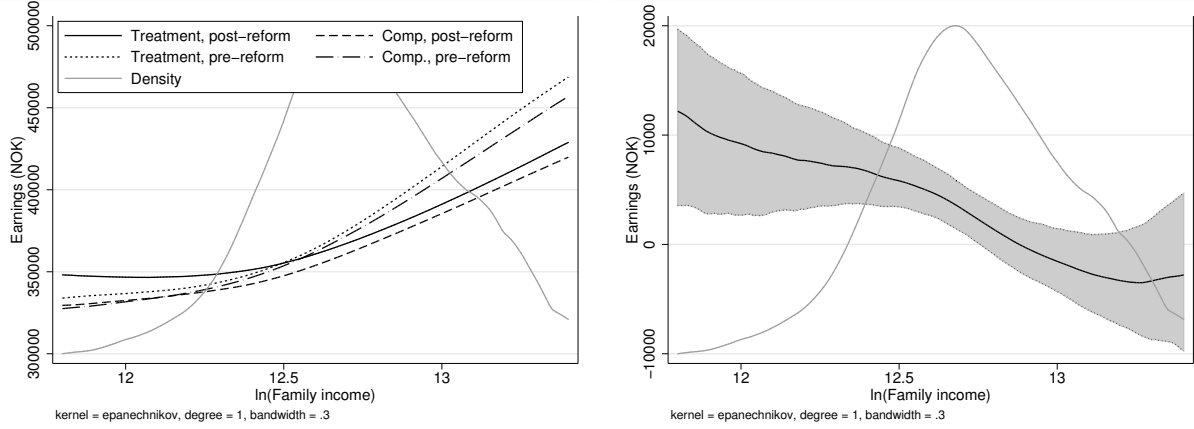 500000
450000
400000
350000
300000
Earnings (NOK)
Treatment, post−reform
Comp, post−reform
Treatment, pre−reform
Comp., pre−reform
Density
12
12.5
13
ln(Family income)
kernel = epanechnikov, degree = 1, bandwidth = .3
20000
10000
0
−10000
Earnings (NOK)
12
12.5
13
ln(Family income)
kernel = epanechnikov, degree = 1, bandwidth = .3